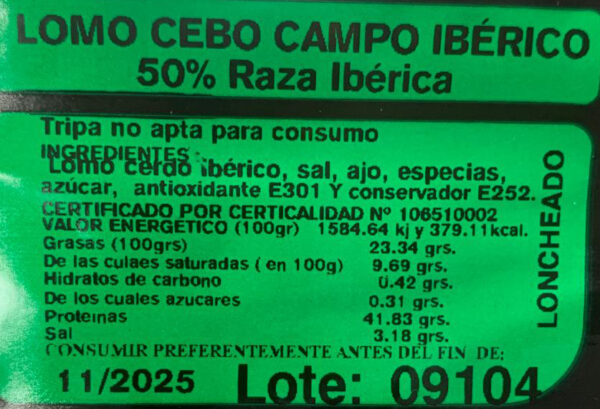 LOMO CEBO CAMPO IBÉRICO
50% Raza Ibérica
Tripa no apta para consumo
INGREDIENTES:
Lomo cerdo ibérico, sal, ajo, especias,
azúcar, antioxidante E301 Y conservador E252.
CERTIFICADO POR CERTICALIDAD Nº 106510002
VALOR ENERGETICO (100gr) 1584.64 kj y 379.11kcal.
Grasas (100grs) 23.34 grs.
De las culaes saturadas ( en 100g) 9.69 grs.
Hidratos de carbono 0.42 grs.
De los cuales azucares 0.31 grs.
Proteinas 41.83 grs.
Sal 3.18 grs.
CONSUMIR PREFERENTEMENTE ANTES DEL FIN DE:
11/2025 Lote: 09104
LONCHEADO